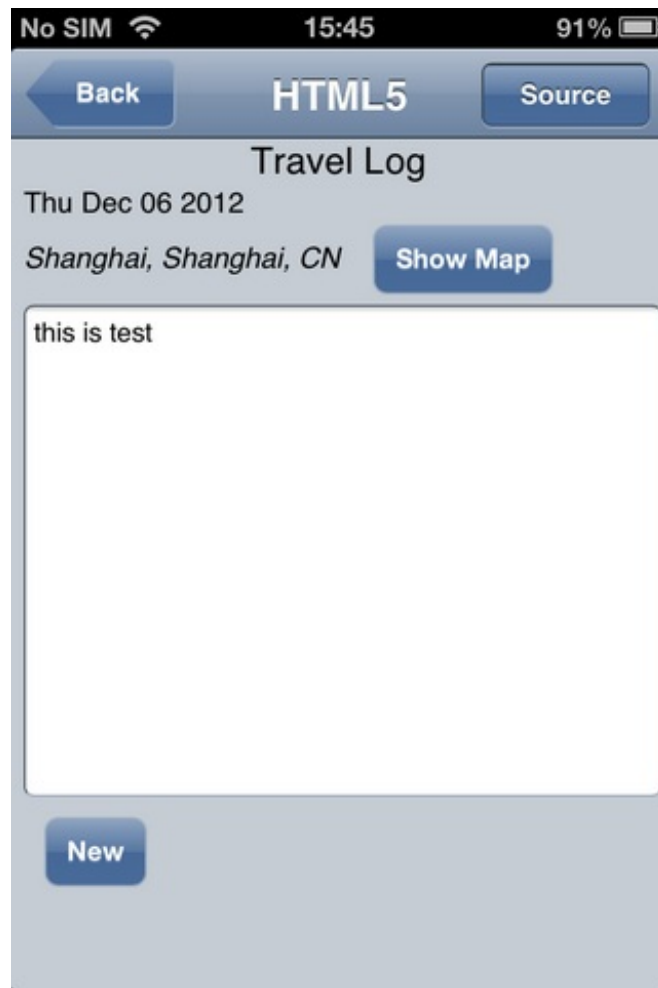 No SIM 15:45 91%
Back HTML5 Source
Travel Log
Thu Dec 06 2012
Shanghai, Shanghai, CN Show Map
this is test
New